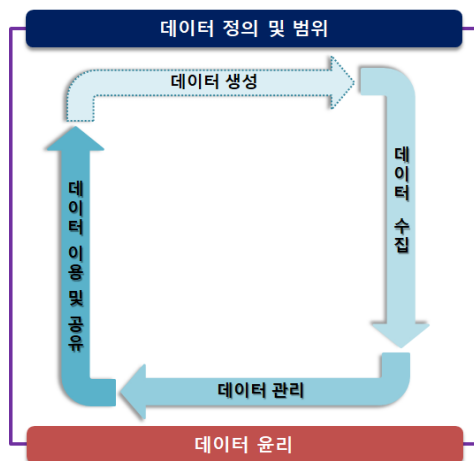 데이터 정의 및 범위
데이터 생성
데이터 수집
데이터 이용 및 공유
데이터 관리
데이터 윤리